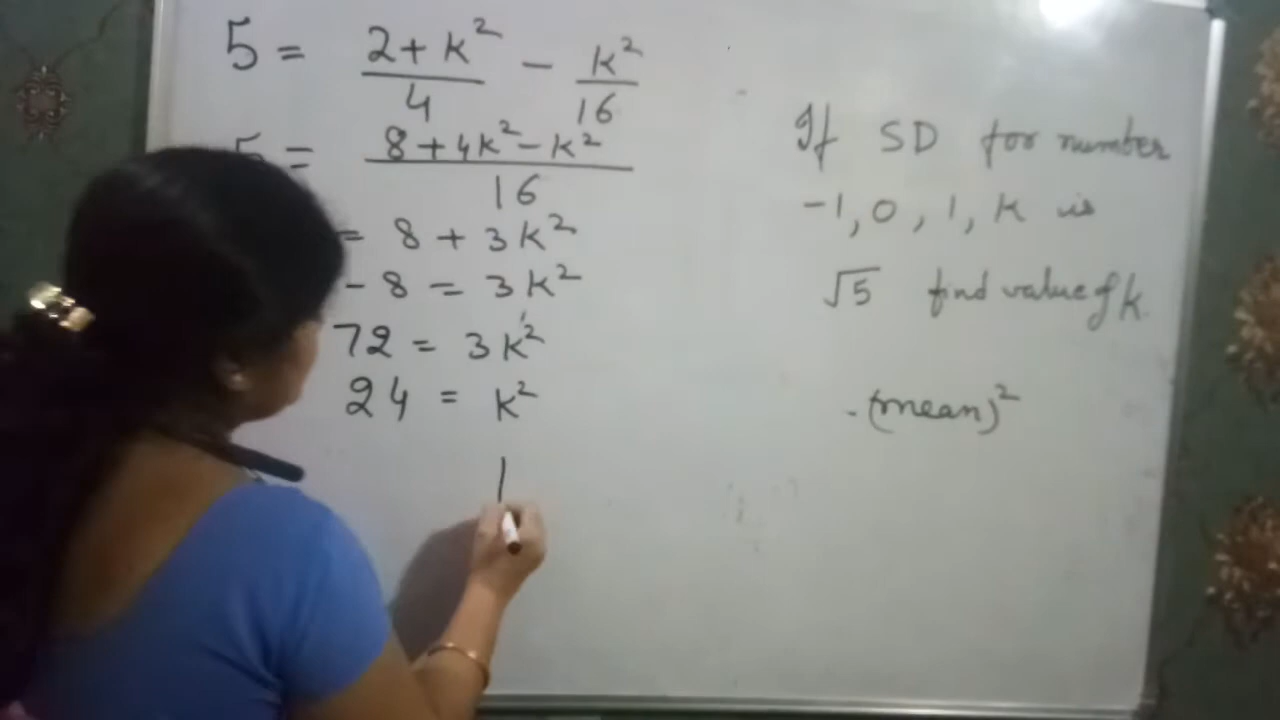 5 = (2 + k²)/4 - k²/16
5 = (8 + 4k² - k²)/16
= 8 + 3k²
- 8 = 3k²
72 = 3k²
24 = k²
If SD for number
-1, 0, 1, K is
√5 find value of k.
- (mean)²